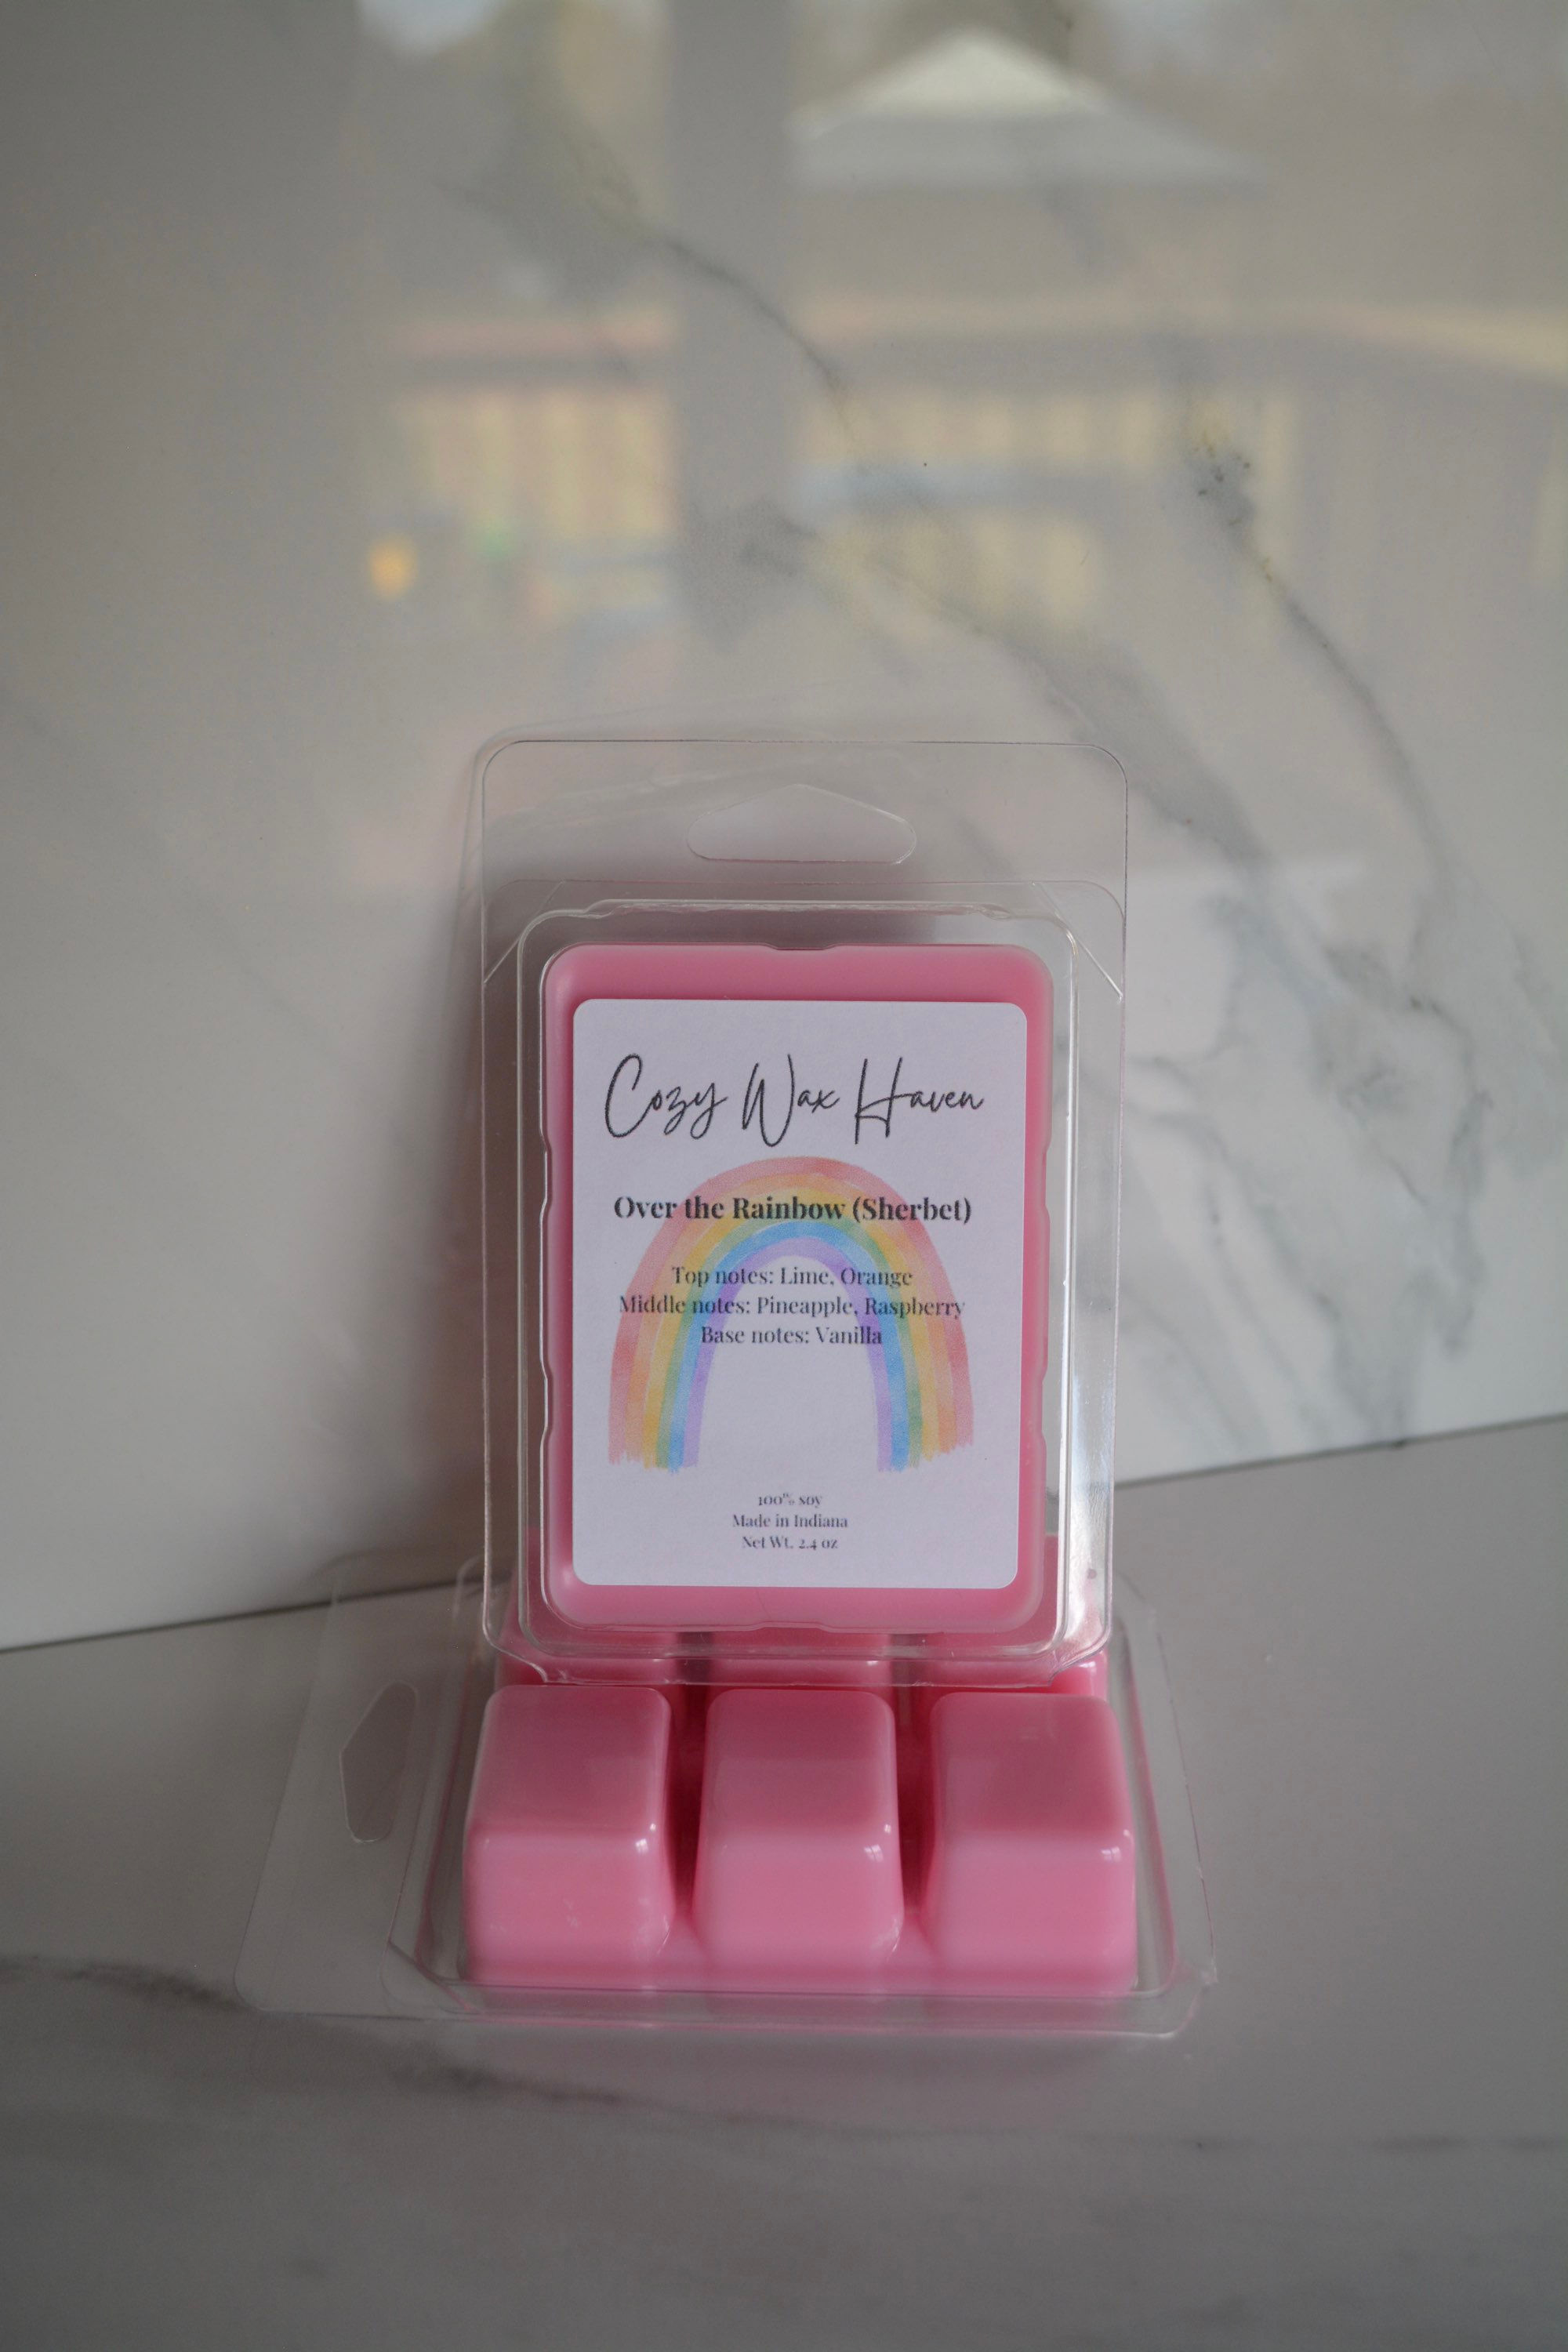 Cozy Wax Haven
Over the Rainbow (Sherbet)
Top notes: Lime, Orange
Middle notes: Pineapple, Raspberry
Base notes: Vanilla
100% soy
Made in Indiana
Net Wt. 2.4 oz